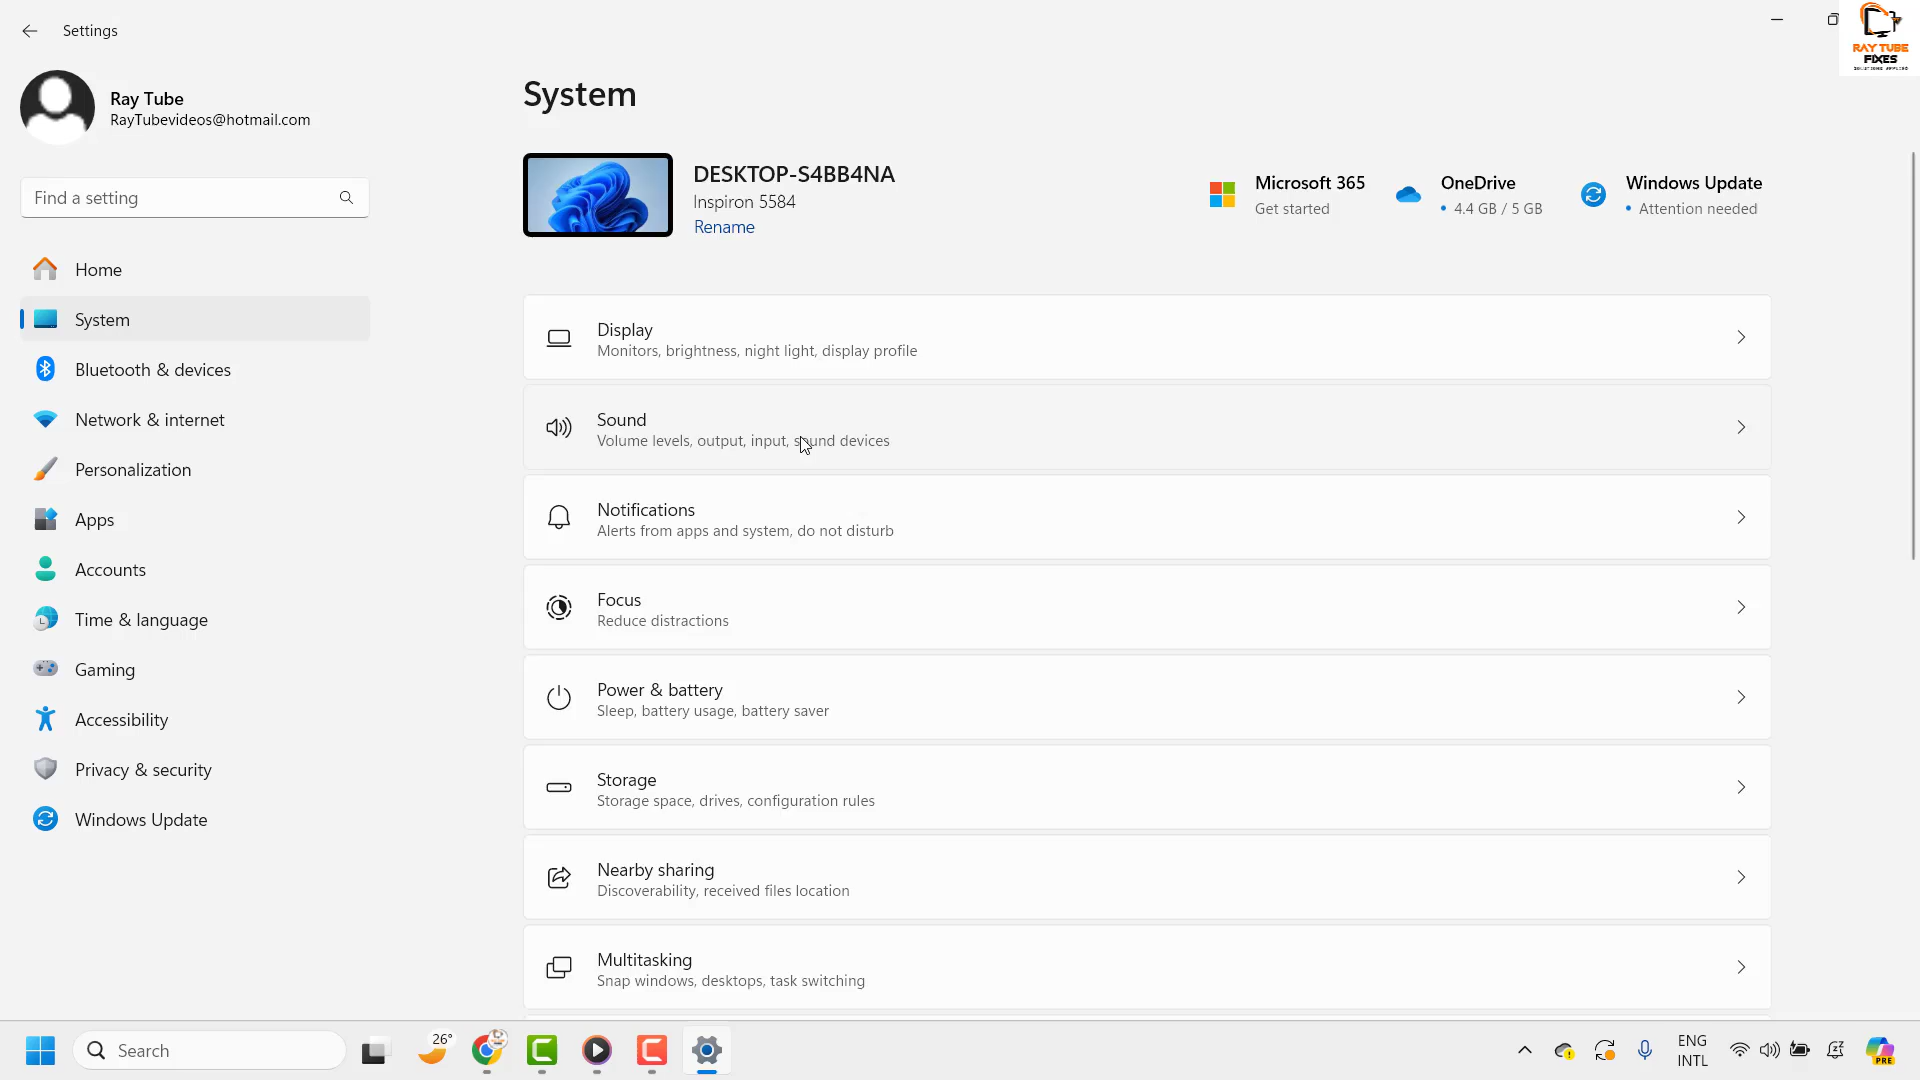 Settings
RAY TUBE
FIXES
Ray Tube
RayTubevideos@hotmail.com
Find a setting
Home
System
Bluetooth & devices
Network & internet
Personalization
Apps
Accounts
Time & language
Gaming
Accessibility
Privacy & security
Windows Update
System
DESKTOP-S4BB4NA
Inspiron 5584
Rename
Microsoft 365
Get started
OneDrive
• 4.4 GB / 5 GB
Windows Update
• Attention needed
Display
Monitors, brightness, night light, display profile
Sound
Volume levels, output, input, sound devices
Notifications
Alerts from apps and system, do not disturb
Focus
Reduce distractions
Power & battery
Sleep, battery usage, battery saver
Storage
Storage space, drives, configuration rules
Nearby sharing
Discoverability, received files location
Multitasking
Snap windows, desktops, task switching
Search
26°
ENG
INTL
PRE